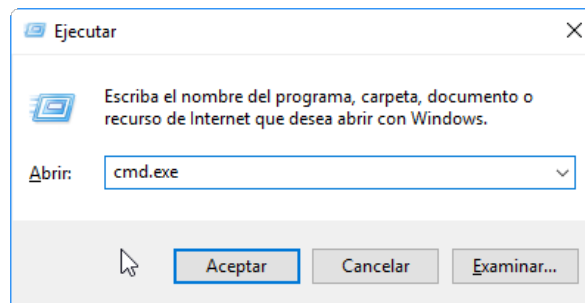 Ejecutar
Escriba el nombre del programa, carpeta, documento o
recurso de Internet que desea abrir con Windows.
Abrir: cmd.exe
Aceptar Cancelar Examinar...